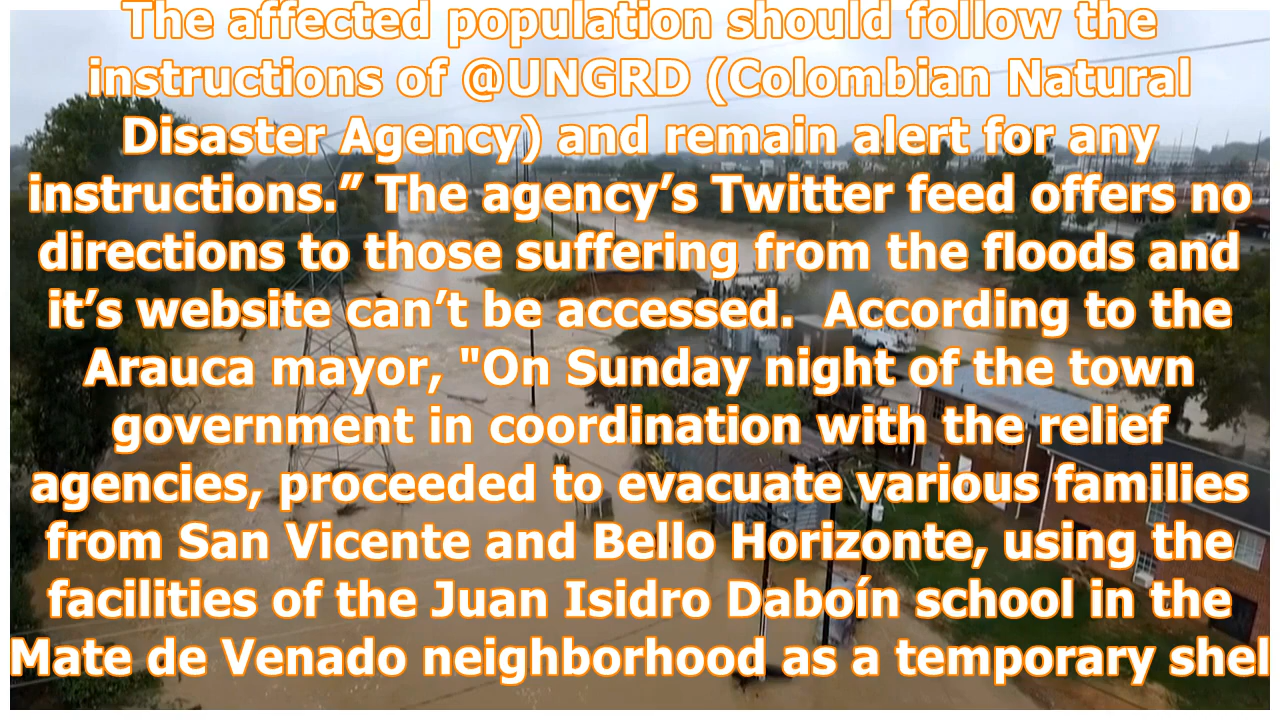 The affected population should follow the
instructions of @UNGRD (Colombian Natural
Disaster Agency) and remain alert for any
instructions.” The agency’s Twitter feed offers no
directions to those suffering from the floods and
it’s website can’t be accessed.  According to the
Arauca mayor, "On Sunday night of the town
government in coordination with the relief
agencies, proceeded to evacuate various families
from San Vicente and Bello Horizonte, using the
facilities of the Juan Isidro Daboín school in the
Mate de Venado neighborhood as a temporary shel